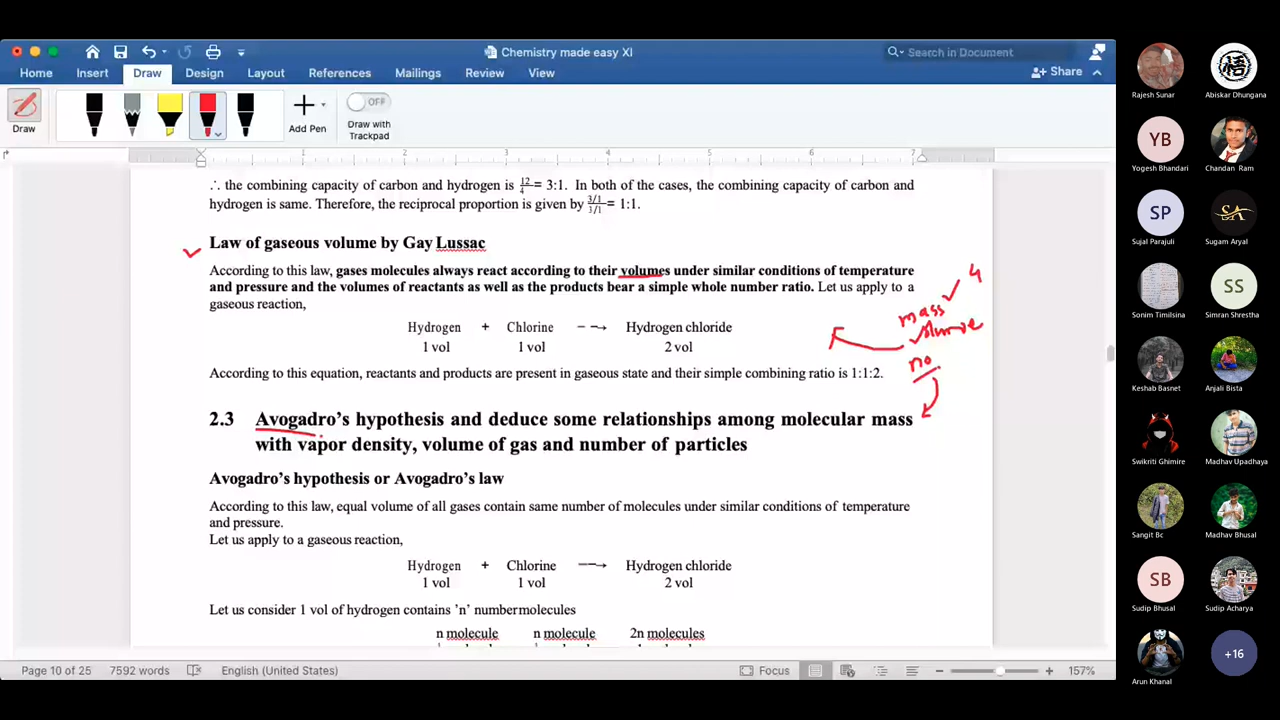 Chemistry made easy XI
Search in Document
Home Insert Draw Design Layout References Mailings Review View
Share
Draw
Add Pen
OFF
Draw with
Trackpad
1 2 3 4 5 6 7
∴ the combining capacity of carbon and hydrogen is 12/4 = 3:1. In both of the cases, the combining capacity of carbon and
hydrogen is same. Therefore, the reciprocal proportion is given by 3/1/3/1 = 1:1.
Law of gaseous volume by Gay Lussac
According to this law, gases molecules always react according to their volumes under similar conditions of temperature
and pressure and the volumes of reactants as well as the products bear a simple whole number ratio. Let us apply to a
gaseous reaction,
Hydrogen + Chlorine --→ Hydrogen chloride
1 vol 1 vol 2 vol
According to this equation, reactants and products are present in gaseous state and their simple combining ratio is 1:1:2.
mass 4
volume
no
2.3 Avogadro's hypothesis and deduce some relationships among molecular mass
with vapor density, volume of gas and number of particles
Avogadro's hypothesis or Avogadro's law
According to this law, equal volume of all gases contain same number of molecules under similar conditions of temperature
and pressure.
Let us apply to a gaseous reaction,
Hydrogen + Chlorine --→ Hydrogen chloride
1 vol 1 vol 2 vol
Let us consider 1 vol of hydrogen contains 'n' numbermolecules
n molecule n molecule 2n molecules
Page 10 of 25 7592 words English (United States) Focus 157%
Rajesh Sunar
Abiskar Dhungana
YB
Yogesh Bhandari
Chandan Ram
SP
Sujal Parajuli
SA
Sugam Aryal
Sonim Timilsina
SS
Simran Shrestha
Keshab Basnet
Anjali Bista
Swikriti Ghimire
Madhav Upadhaya
Sangit Bc
Madhav Bhusal
SB
Sudip Bhusal
Sudip Acharya
Arun Khanal
+16